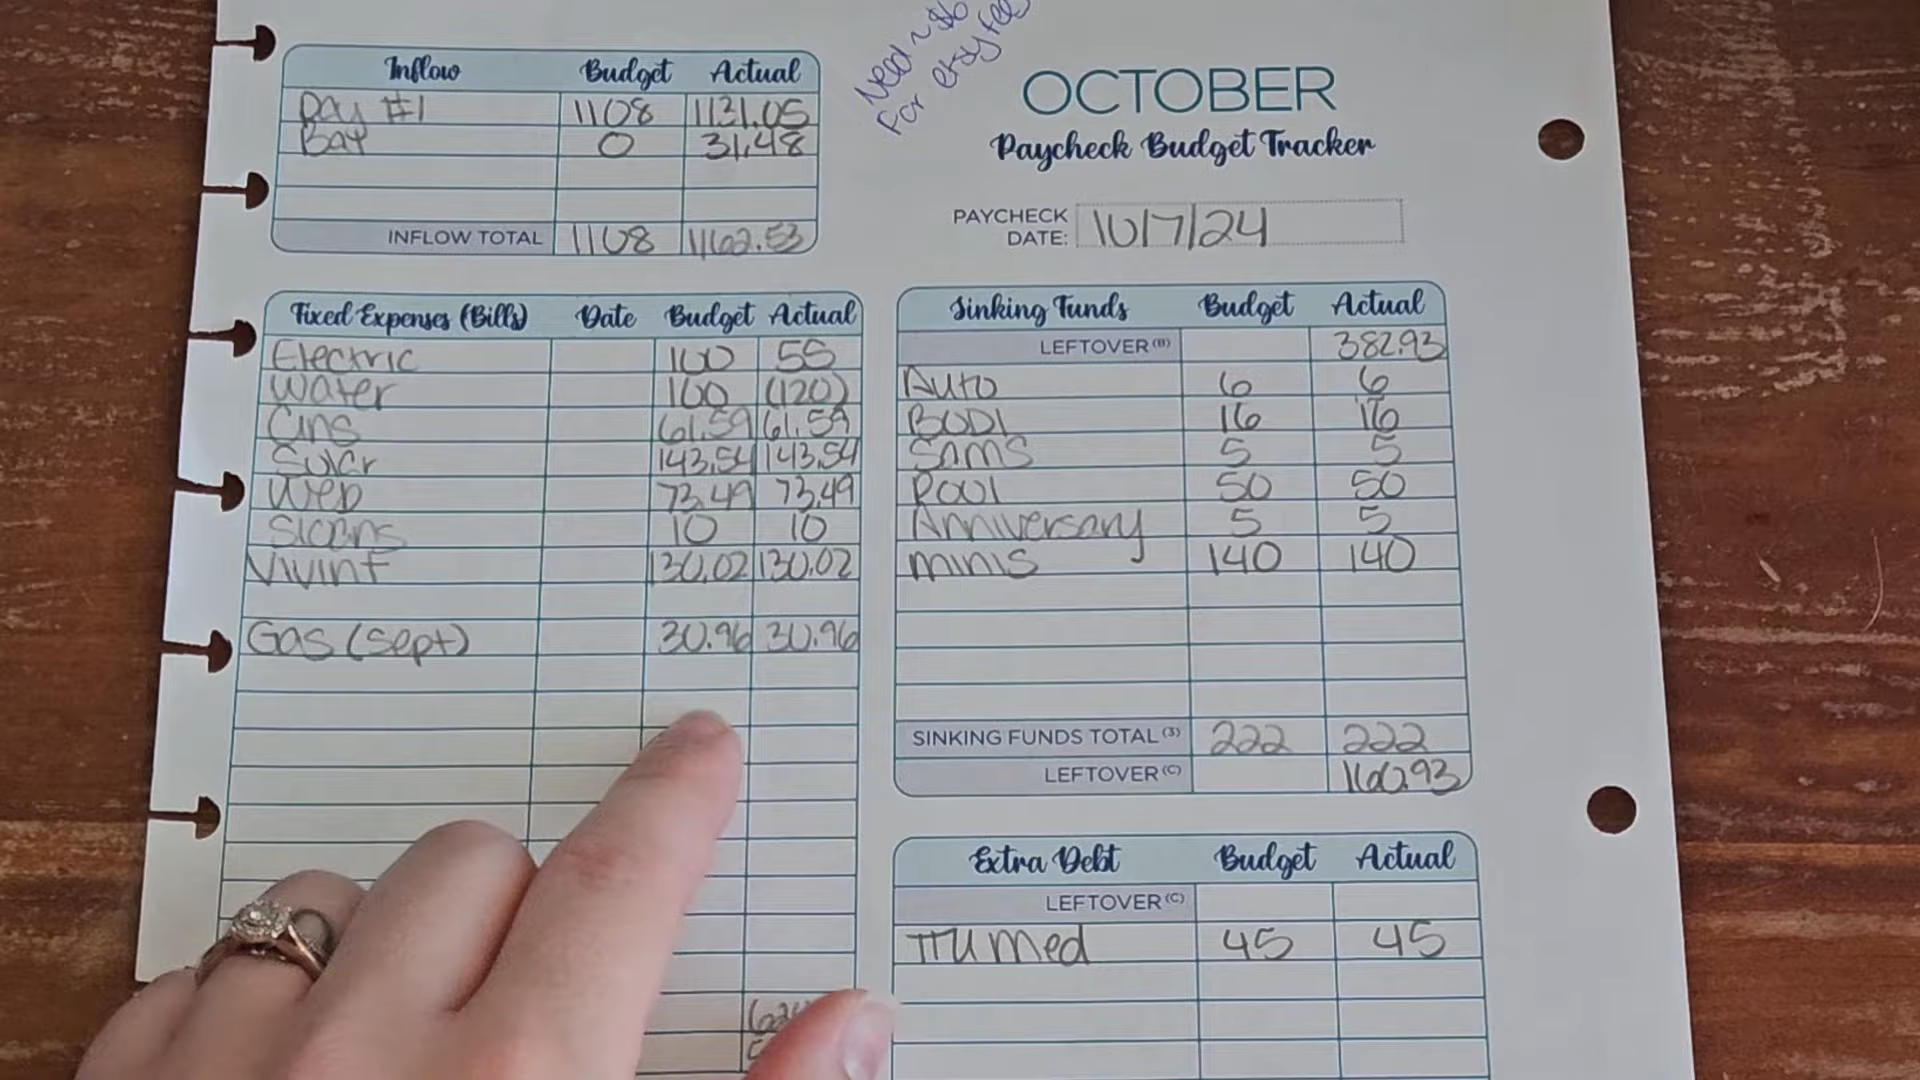 Need ~ $6
for etsy fees
OCTOBER
Paycheck Budget Tracker
PAYCHECK DATE: 10/7/24
Inflow Budget Actual
Pay #1 1108 1131.05
Bay 0 31.48
INFLOW TOTAL 1108 1162.53
Fixed Expenses (Bills) Date Budget Actual
Electric 100 55
Water 100 (120)
Cins 61.59 61.59
Solar 143.54 143.54
Web 73.49 73.49
Sloans 10 10
Vivint 130.02 130.02
Gas (Sept) 30.96 30.96
Sinking Funds Budget Actual
LEFTOVER (B) 382.93
Auto 6 6
BODI 16 16
Sams 5 5
Pool 50 50
Anniversary 5 5
minis 140 140
SINKING FUNDS TOTAL (3) 222 222
LEFTOVER (C) 160.93
Extra Debt Budget Actual
LEFTOVER (C)
TTU Med 45 45